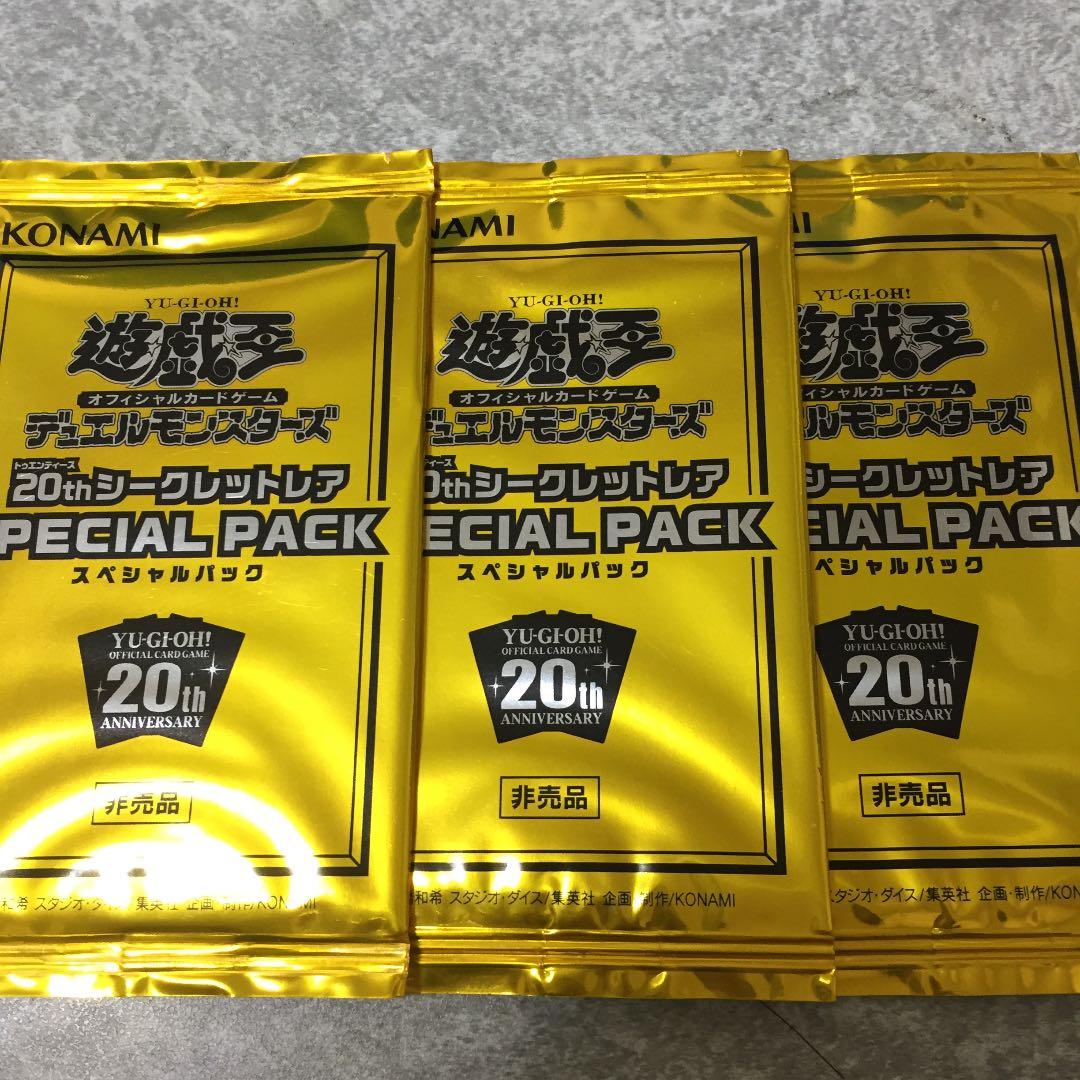 KONAMI
YU-GI-OH!
遊戯王
オフィシャルカードゲーム
デュエルモンスターズ
トゥエンティース
20thシークレットレア
PECIAL PACK
スペシャルパック
YU-GI-OH!
OFFICIAL CARD GAME
20th
ANNIVERSARY
非売品
和希 スタジオ・ダイ 集英社 企画・制作/KONAMI
NAMI
YU-GI-OH!
遊戯王
オフィシャルカードゲーム
デュエルモンスターズ
ィース
0thシークレットレア
ECIAL PACK
スペシャルパック
YU-GI-OH!
OFFICIAL CARD GAME
20th
ANNIVERSARY
非売品
和希 スタジオ・ダイス/集英社 企画・制作/KONAMI
I
YU-GI-OH!
遊戯王
ィシャルカードゲーム
エルモンスターズ
シークレットレア
CIAL PACK
ペシャルパック
YU-GI-OH!
OFFICIAL CARD GAME
20th
ANNIVERSARY
非売品
スタジオ・ダイス/集英社 企画・制作/KONAMI